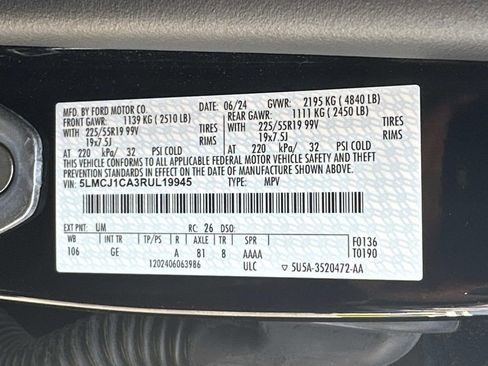 MFD. BY FORD MOTOR CO. DATE: 06/24 GVWR: 2195 KG ( 4840 LB)
FRONT GAWR: 1139 KG ( 2510 LB) REAR GAWR: 1111 KG ( 2450 LB)
WITH 225/55R19 99V TIRES WITH 225/55R19 99V TIRES
19x7.5J RIMS 19x7.5J RIMS
AT 220 kPa/ 32 PSI COLD AT 220 kPa/ 32 PSI COLD
THIS VEHICLE CONFORMS TO ALL APPLICABLE FEDERAL MOTOR VEHICLE SAFETY AND BUMPER
STANDARDS IN EFFECT ON THE DATE OF MANUFACTURE SHOWN ABOVE.
VIN: 5LMCJ1CA3RUL19945 TYPE: MPV
EXT PNT: UM RC: 26 DSO:
WB INT TR TP/PS R AXLE TR SPR F0136
106 GE A 81 8 AAAA T0190
1202406063986 ULC ▽ 5U5A-3520472-AA